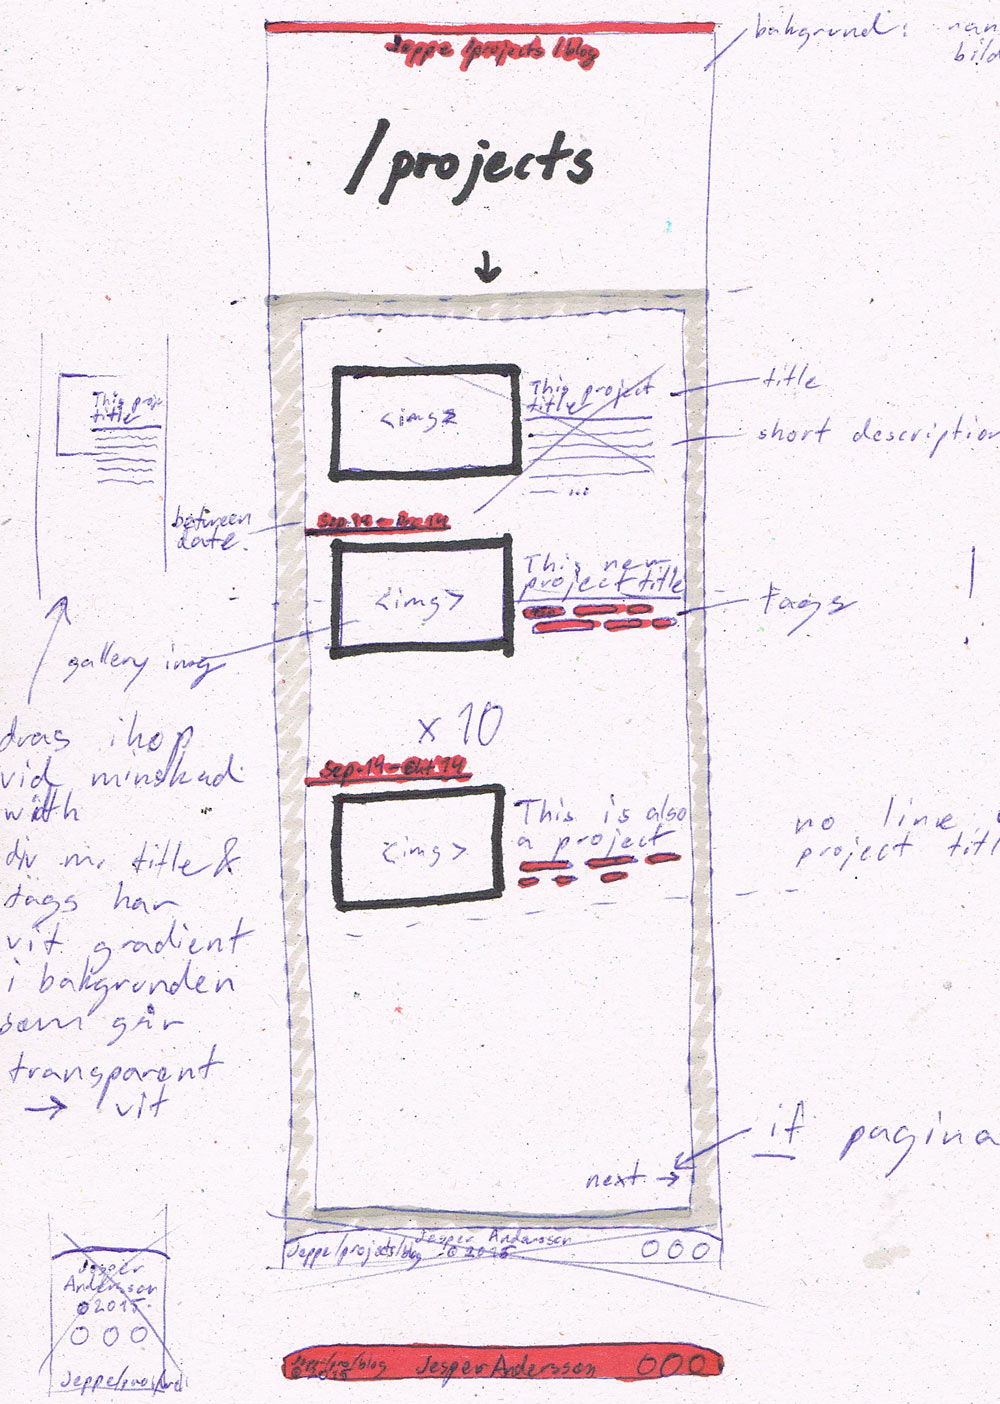 bakgrund:
bild
Jeppe /projects /blog
/projects
<img>
This project
title
title
short description
This proj
title
between
date.
Sep-14 - Dec 14
<img>
This new
project title
tags
gallery img
x 10
dras ihop
vid minskad
width
div m. title &
tags har
vit gradient
i bakgrunden
som går
transparent
→ vit
Sep-14 - Okt 14
<img>
This is also
a project
no line
project titl
if pagina
next →
Jeppe/projects/blog
Jesper Andersson
© 2015
Jesper
Andersson
©2015
Jeppe/pro/
Jeppe/pro/blog
© 2015
Jesper Andersson